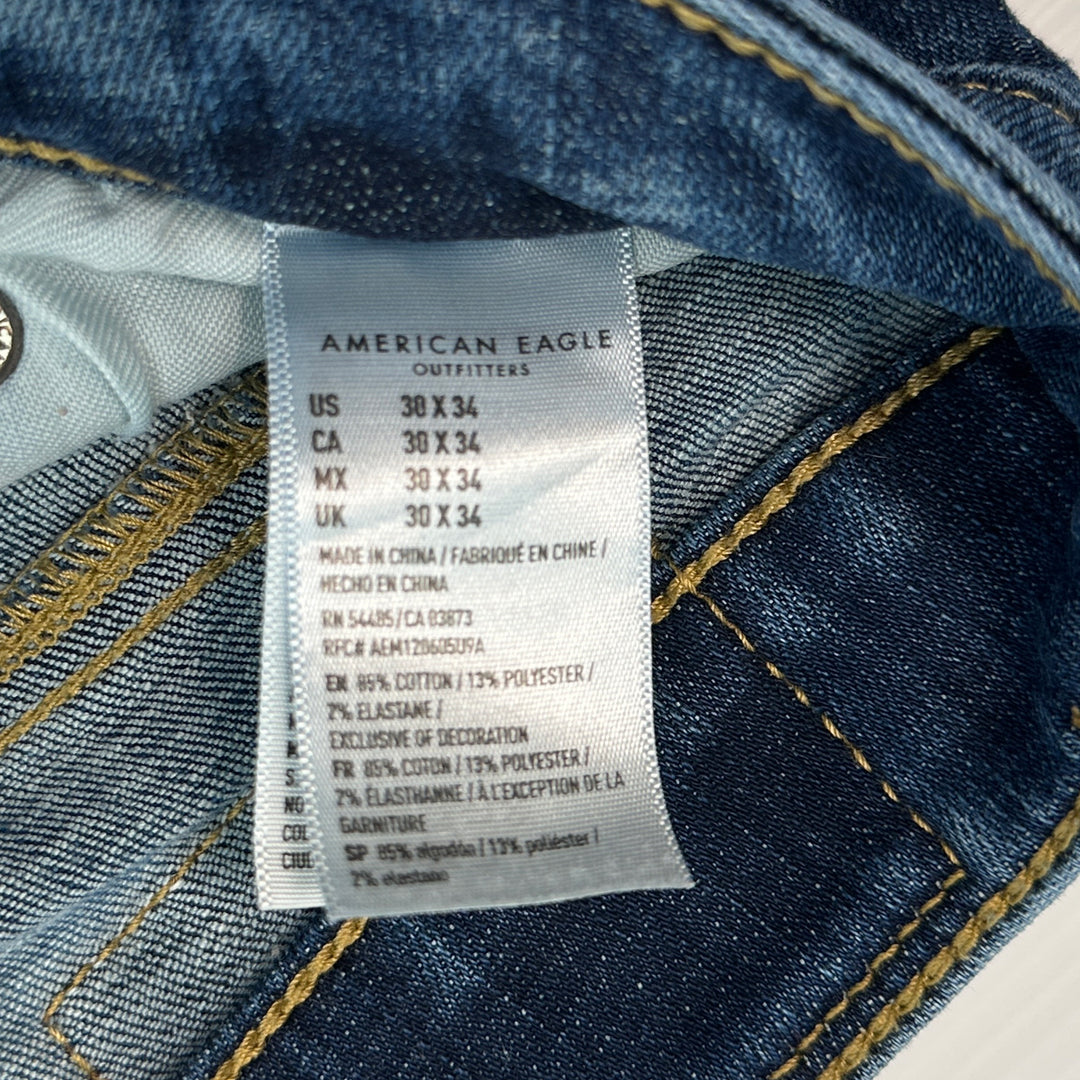 AMERICAN EAGLE
OUTFITTERS
US 30 X 34
CA 30 X 34
MX 30 X 34
UK 30 X 34
MADE IN CHINA / FABRIQUÉ EN CHINE /
HECHO EN CHINA
RN 54485/CA 03873
RFC# AEM120605U9A
EN 85% COTTON / 13% POLYESTER /
2% ELASTANE /
EXCLUSIVE OF DECORATION
FR 85% COTON / 13% POLYESTER /
2% ÉLASTHANNE / À L'EXCEPTION DE LA
GARNITURE
SP 85% algodón / 13% poliéster /
2% elastano
S
NO
COL
CIUD